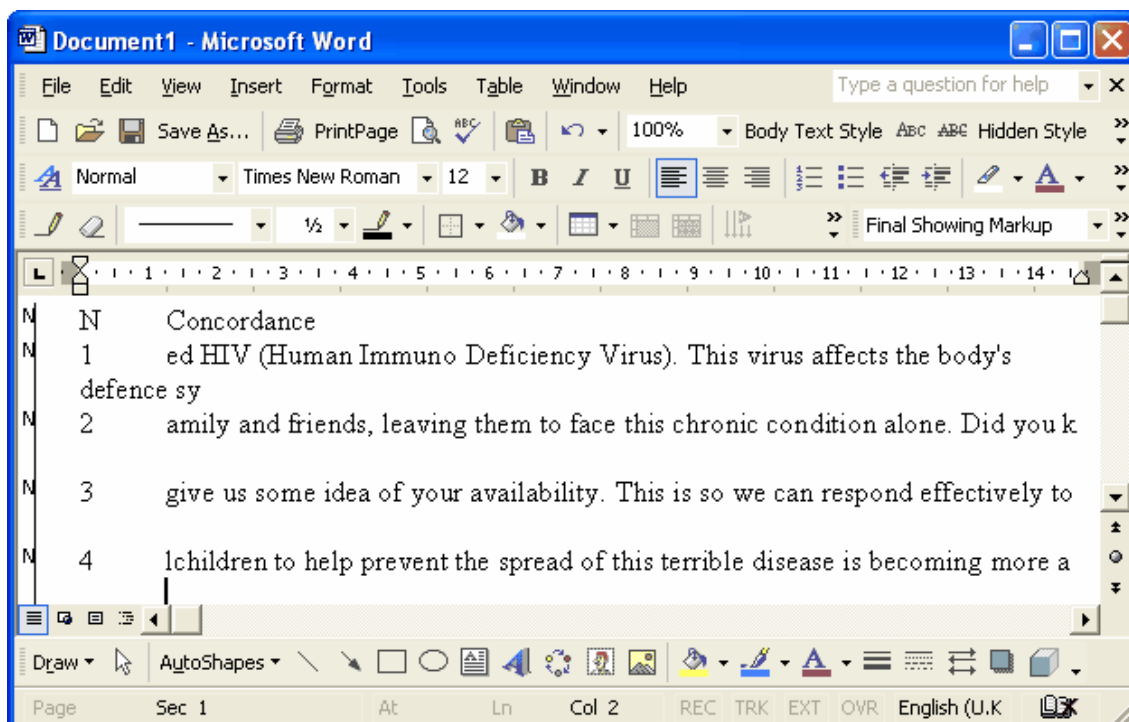 Document1 - Microsoft Word
File Edit View Insert Format Tools Table Window Help Type a question for help
Save As... PrintPage ABC 100% Body Text Style ABC ABC Hidden Style
Normal Times New Roman 12 B I U A
½ Final Showing Markup
L 1 2 3 4 5 6 7 8 9 10 11 12 13 14
N N Concordance
N 1 ed HIV (Human Immuno Deficiency Virus). This virus affects the body's
defence sy
N 2 amily and friends, leaving them to face this chronic condition alone. Did you k
N 3 give us some idea of your availability. This is so we can respond effectively to
N 4 lchildren to help prevent the spread of this terrible disease is becoming more a
Draw AutoShapes A A
Page Sec 1 At Ln Col 2 REC TRK EXT OVR English (U.K